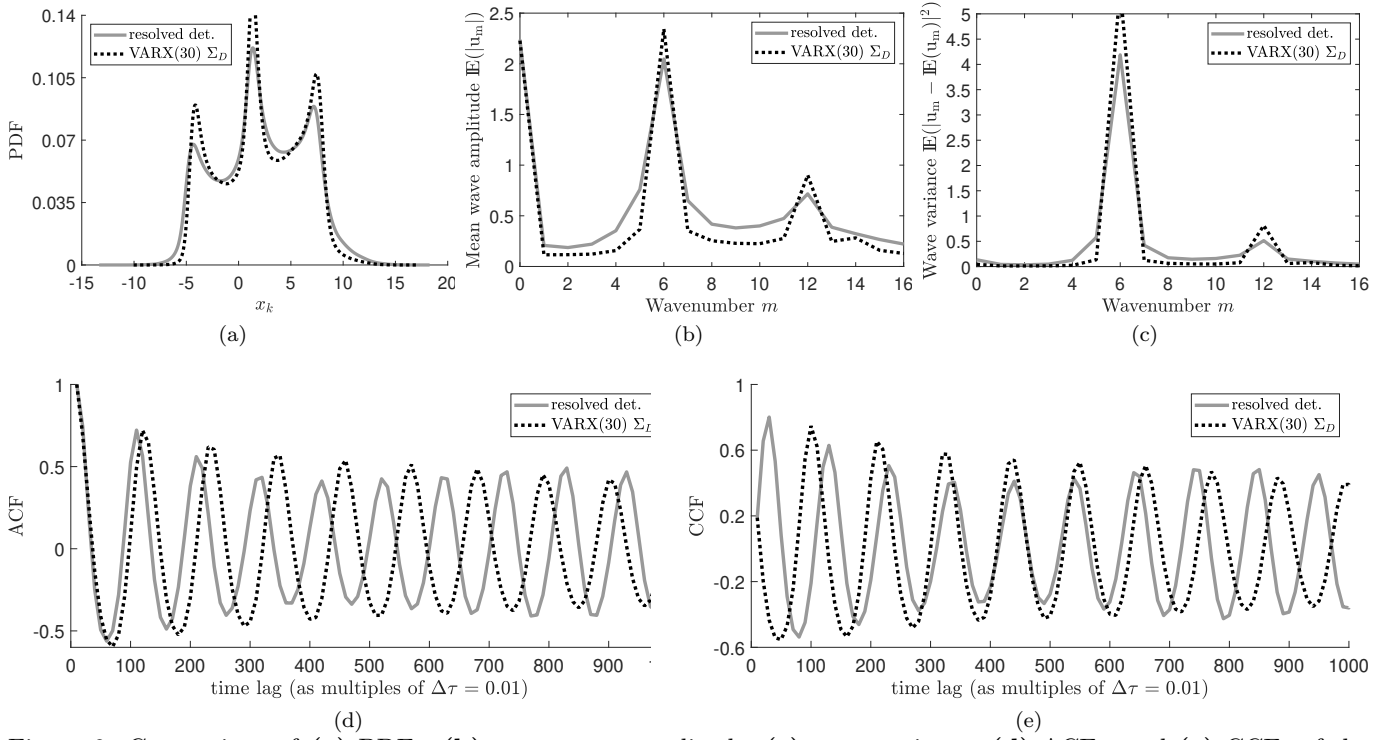 0.14
0.105
0.07
0.035
0
PDF
resolved det.
VARX(30) Σ_D
-15 -10 -5 0 5 10 15 20
x_k
(a)
2.5
2
1.5
1
0.5
0
Mean wave amplitude 𝔼(|u_m|)
resolved det.
VARX(30) Σ_D
0 2 4 6 8 10 12 14 16
Wavenumber m
(b)
5
4.5
4
3.5
3
2.5
2
1.5
1
0.5
0
Wave variance 𝔼(|u_m − 𝔼(u_m)|²)
resolved det.
VARX(30) Σ_D
0 2 4 6 8 10 12 14 16
Wavenumber m
(c)
1
0.5
0
-0.5
ACF
resolved det.
VARX(30) Σ_D
0 100 200 300 400 500 600 700 800 900
time lag (as multiples of Δτ = 0.01)
(d)
1
0.6
0.2
-0.2
-0.6
CCF
resolved det.
VARX(30) Σ_D
0 100 200 300 400 500 600 700 800 900 1000
time lag (as multiples of Δτ = 0.01)
(e)